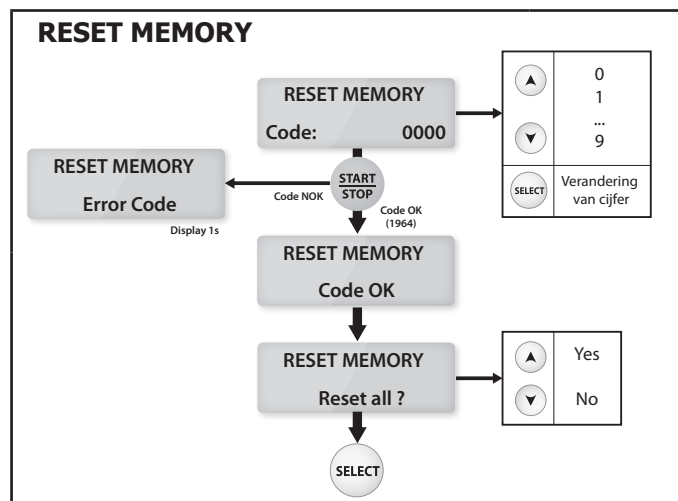 RESET MEMORY
RESET MEMORY
Code: 0000
0
1
...
9
SELECT
Verandering
van cijfer
START
STOP
RESET MEMORY
Error Code
Display 1s
Code NOK
Code OK
(1964)
RESET MEMORY
Code OK
RESET MEMORY
Reset all ?
Yes
No
SELECT